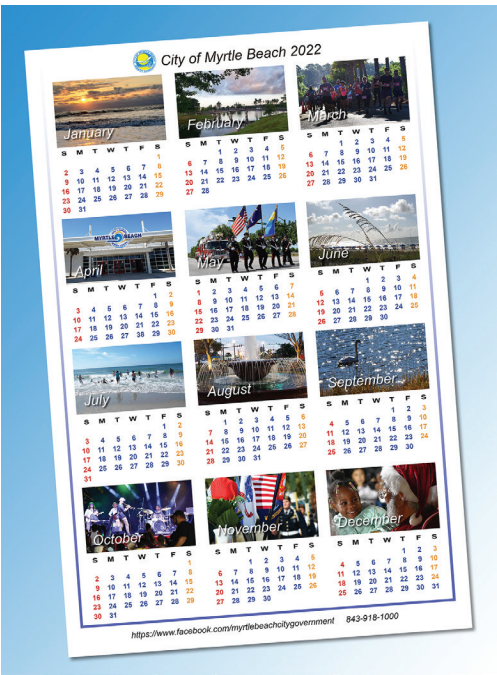 City of Myrtle Beach 2022
January
S M T W T F S
1
2 3 4 5 6 7 8
9 10 11 12 13 14 15
16 17 18 19 20 21 22
23 24 25 26 27 28 29
30 31
February
S M T W T F S
1 2 3 4 5
6 7 8 9 10 11 12
13 14 15 16 17 18 19
20 21 22 23 24 25 26
27 28
March
S M T W T F S
1 2 3 4 5
6 7 8 9 10 11 12
13 14 15 16 17 18 19
20 21 22 23 24 25 26
27 28 29 30 31
MYRTLE BEACH
April
S M T W T F S
1 2
3 4 5 6 7 8 9
10 11 12 13 14 15 16
17 18 19 20 21 22 23
24 25 26 27 28 29 30
May
S M T W T F S
1 2 3 4 5 6 7
8 9 10 11 12 13 14
15 16 17 18 19 20 21
22 23 24 25 26 27 28
29 30 31
June
S M T W T F S
1 2 3 4
5 6 7 8 9 10 11
12 13 14 15 16 17 18
19 20 21 22 23 24 25
26 27 28 29 30
July
S M T W T F S
1 2
3 4 5 6 7 8 9
10 11 12 13 14 15 16
17 18 19 20 21 22 23
24 25 26 27 28 29 30
31
August
S M T W T F S
1 2 3 4 5 6
7 8 9 10 11 12 13
14 15 16 17 18 19 20
21 22 23 24 25 26 27
28 29 30 31
September
S M T W T F S
1 2 3
4 5 6 7 8 9 10
11 12 13 14 15 16 17
18 19 20 21 22 23 24
25 26 27 28 29 30
October
S M T W T F S
1
2 3 4 5 6 7 8
9 10 11 12 13 14 15
16 17 18 19 20 21 22
23 24 25 26 27 28 29
30 31
November
S M T W T F S
1 2 3 4 5
6 7 8 9 10 11 12
13 14 15 16 17 18 19
20 21 22 23 24 25 26
27 28 29 30
December
S M T W T F S
1 2 3
4 5 6 7 8 9 10
11 12 13 14 15 16 17
18 19 20 21 22 23 24
25 26 27 28 29 30 31
https://www.facebook.com/myrtlebeachcitygovernment 843-918-1000